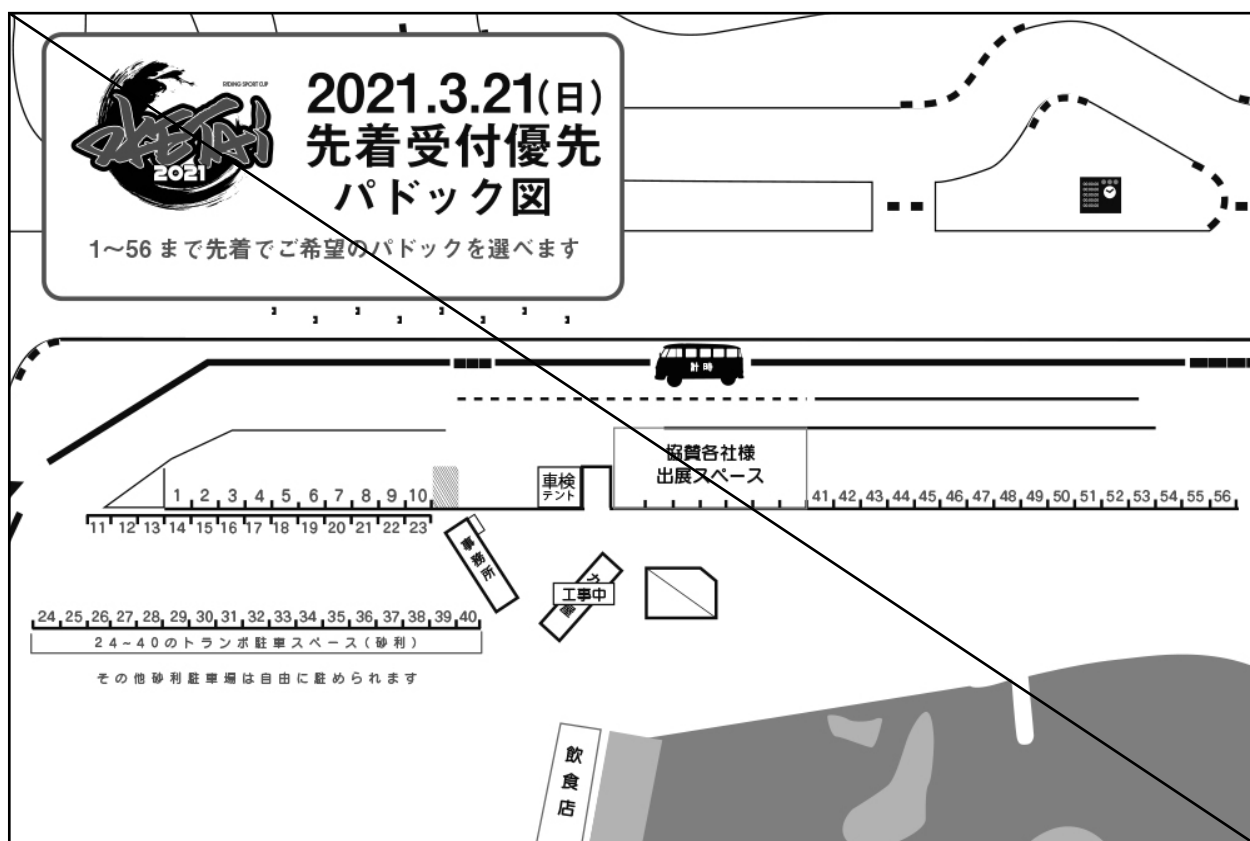 RIDING SPORT CUP
2021
2021.3.21(日)
先着受付優先
パドック図
1〜56 まで先着でご希望のパドックを選べます
計時
協賛各社様
出展スペース
車検
テント
1 2 3 4 5 6 7 8 9 10
41 42 43 44 45 46 47 48 49 50 51 52 53 54 55 56
11 12 13 14 15 16 17 18 19 20 21 22 23
事務所
工事中
24 25 26 27 28 29 30 31 32 33 34 35 36 37 38 39 40
24~40のトランポ駐車スペース(砂利)
その他砂利駐車場は自由に駐められます
飲食店